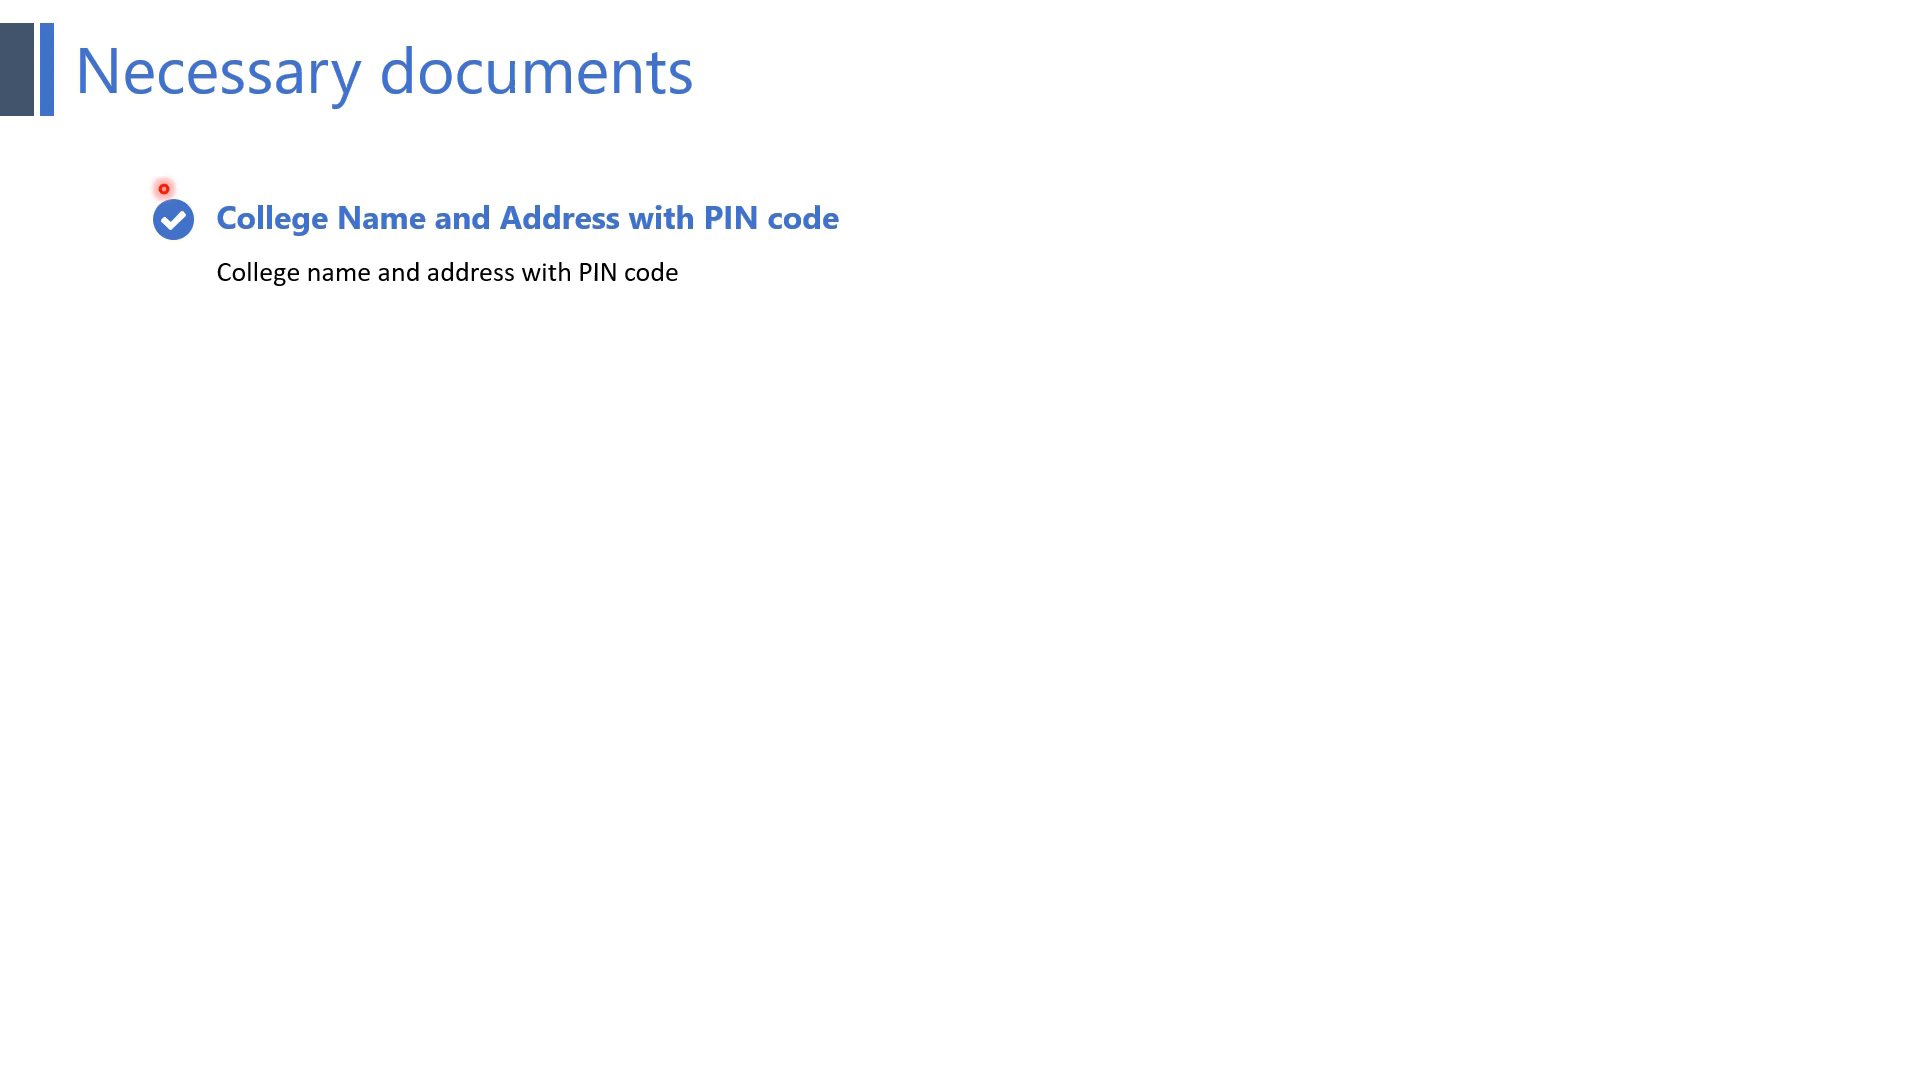 Necessary documents
College Name and Address with PIN code
College name and address with PIN code